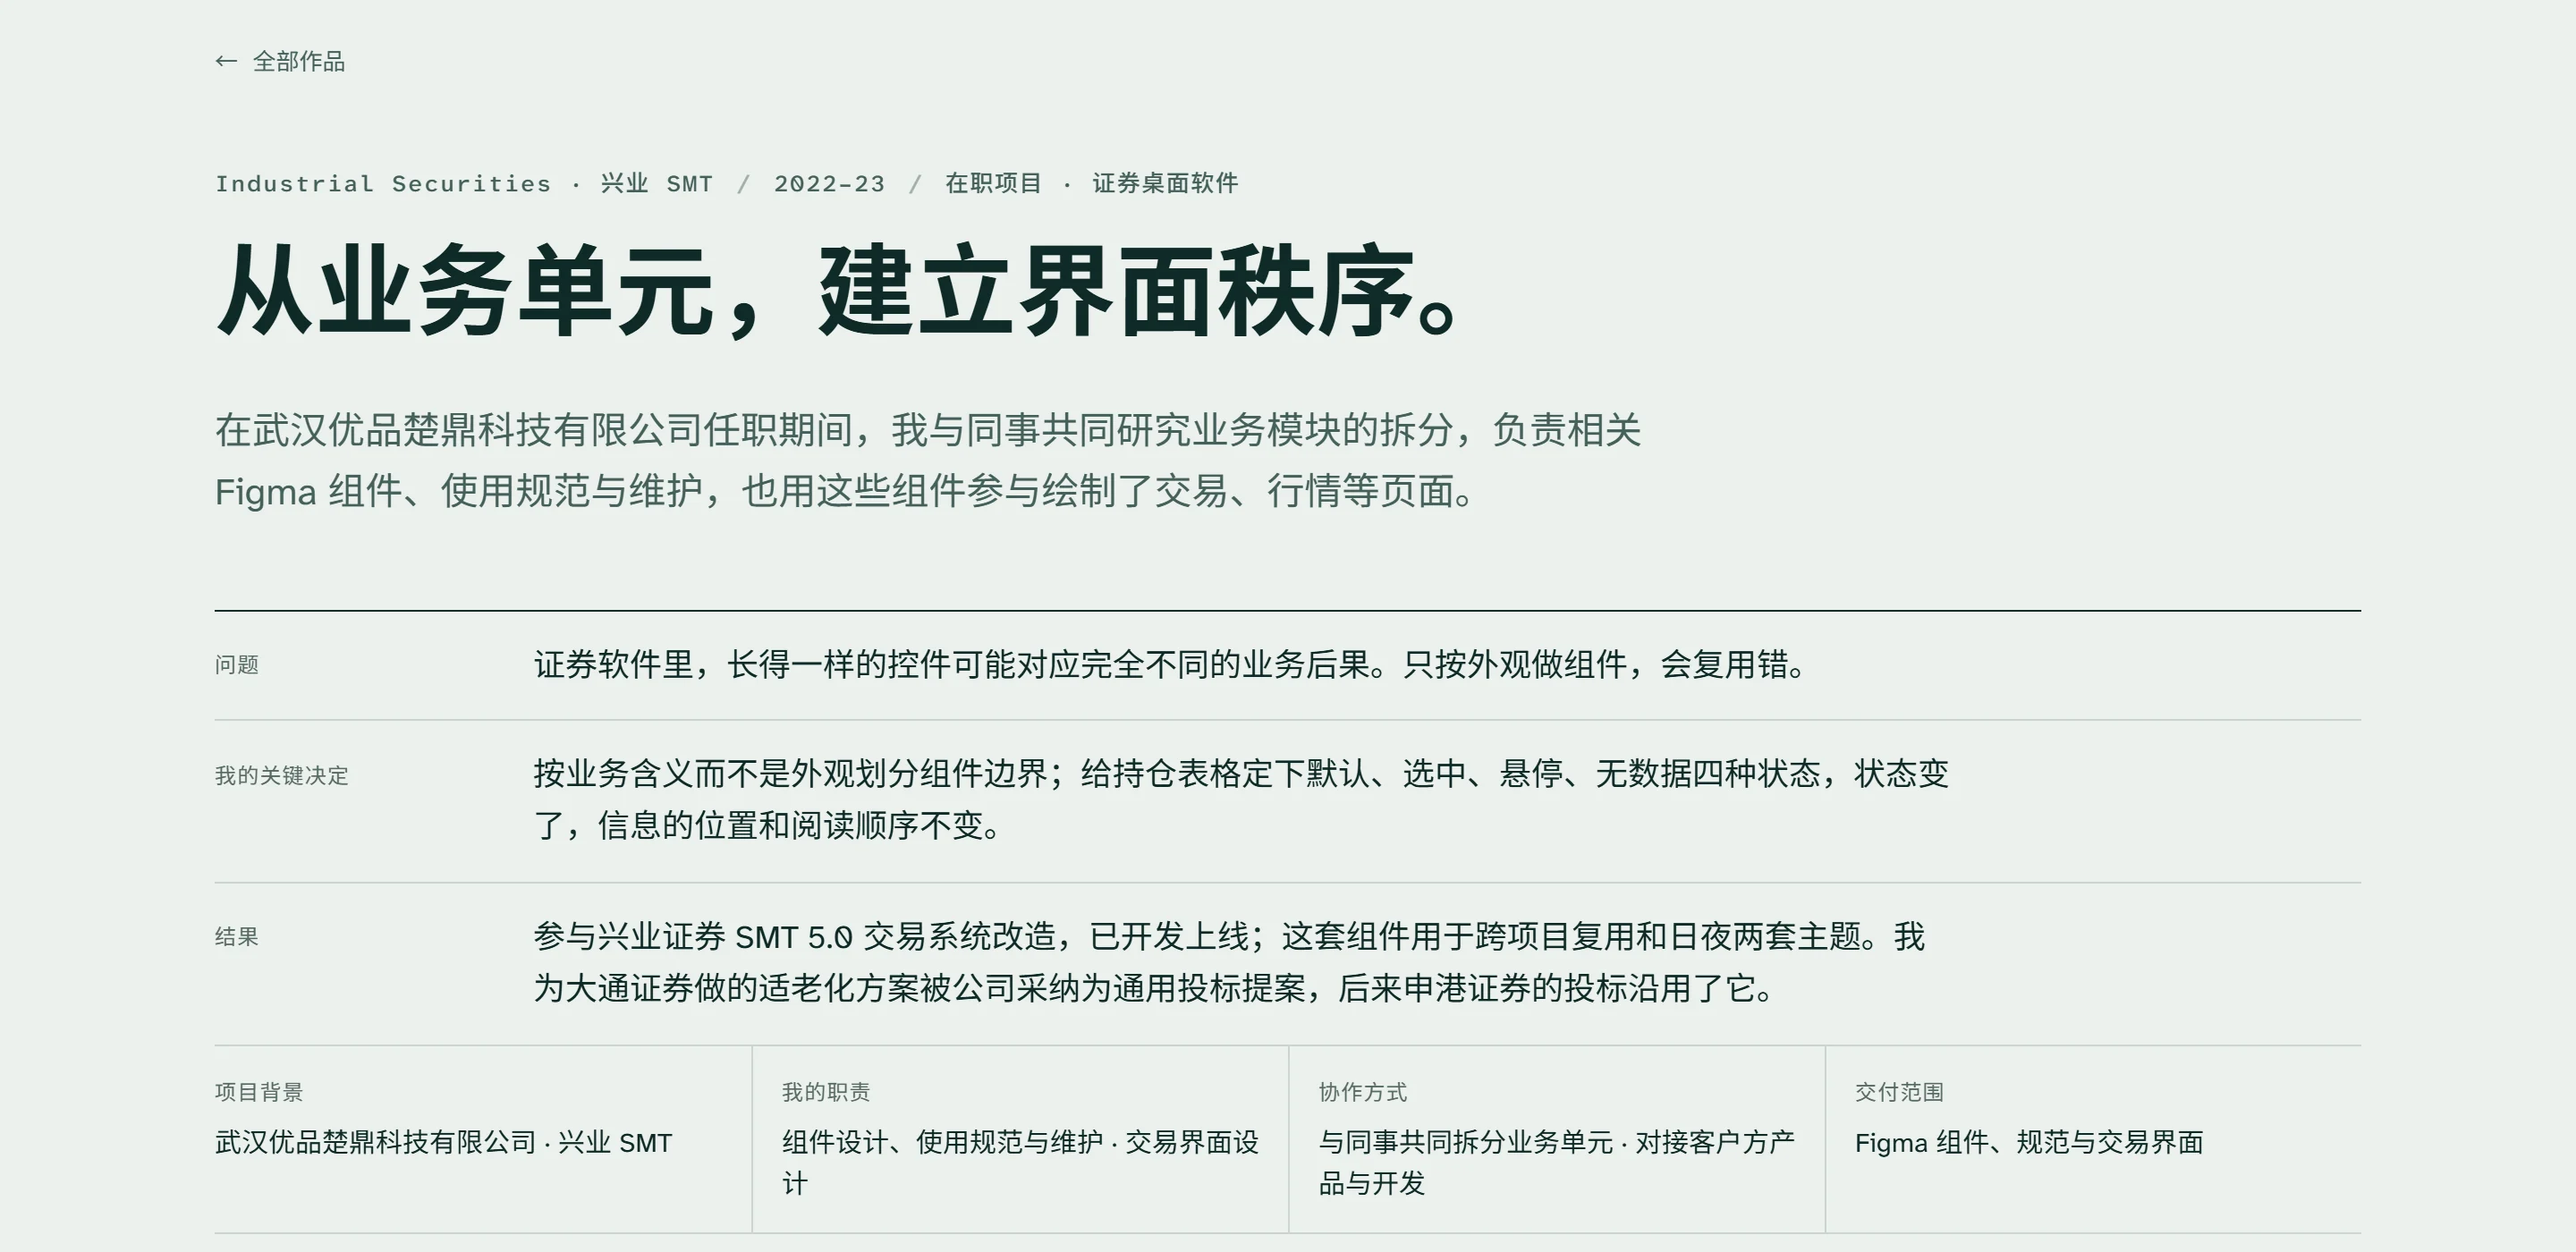 ← 全部作品
Industrial Securities · 兴业 SMT / 2022–23 / 在职项目 · 证券桌面软件
从业务单元，建立界面秩序。
在武汉优品楚鼎科技有限公司任职期间，我与同事共同研究业务模块的拆分，负责相关
Figma 组件、使用规范与维护，也用这些组件参与绘制了交易、行情等页面。
问题
证券软件里，长得一样的控件可能对应完全不同的业务后果。只按外观做组件，会复用错。
我的关键决定
按业务含义而不是外观划分组件边界；给持仓表格定下默认、选中、悬停、无数据四种状态，状态变
了，信息的位置和阅读顺序不变。
结果
参与兴业证券 SMT 5.0 交易系统改造，已开发上线；这套组件用于跨项目复用和日夜两套主题。我
为大通证券做的适老化方案被公司采纳为通用投标提案，后来申港证券的投标沿用了它。
项目背景
武汉优品楚鼎科技有限公司 · 兴业 SMT
我的职责
组件设计、使用规范与维护 · 交易界面设
计
协作方式
与同事共同拆分业务单元 · 对接客户方产
品与开发
交付范围
Figma 组件、规范与交易界面